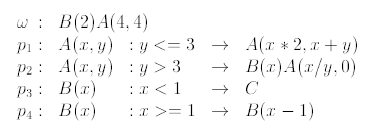 ω : B(2)A(4,4)
p₁ : A(x,y) : y <= 3 → A(x * 2, x + y)
p₂ : A(x,y) : y > 3 → B(x)A(x/y, 0)
p₃ : B(x) : x < 1 → C
p₄ : B(x) : x >= 1 → B(x − 1)